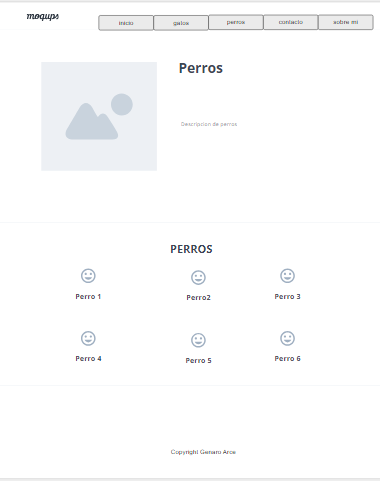 moqups
inicio
gatos
perros
contacto
sobre mi
Perros
Descripcion de perros
PERROS
Perro 1
Perro2
Perro 3
Perro 4
Perro 5
Perro 6
Copyright Genaro Arce